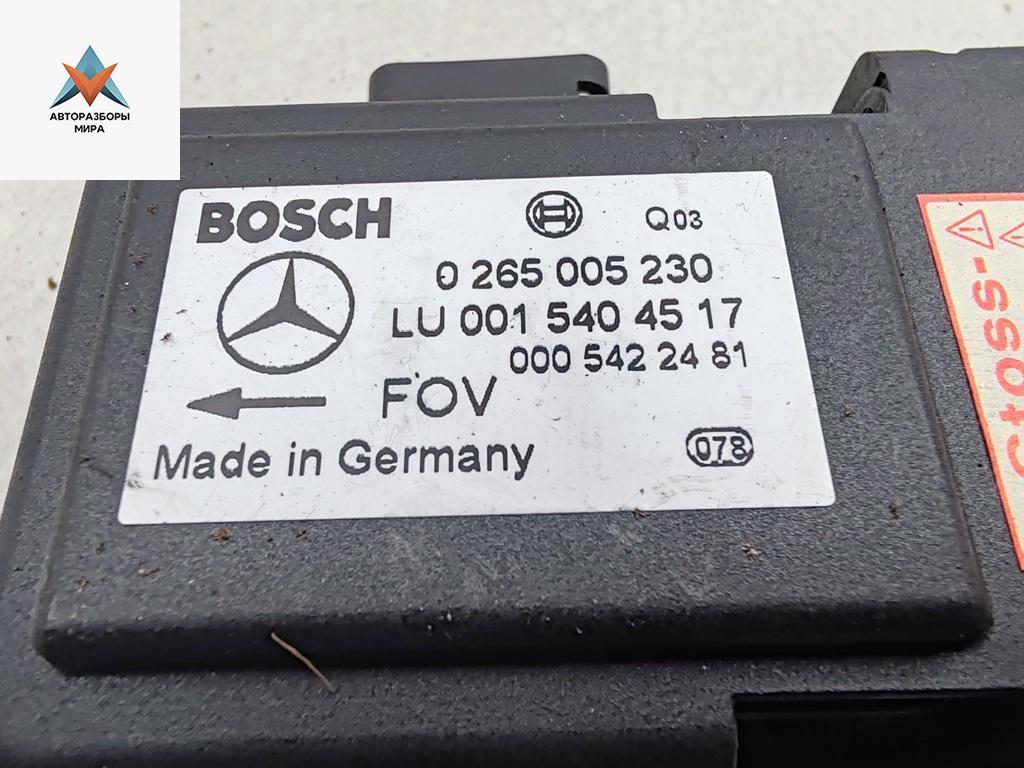 АВТОРАЗБОРЫ
МИРА
BOSCH
Q03
0 265 005 230
LU 001 540 45 17
000 542 24 81
FOV
Made in Germany
078
Stoss-